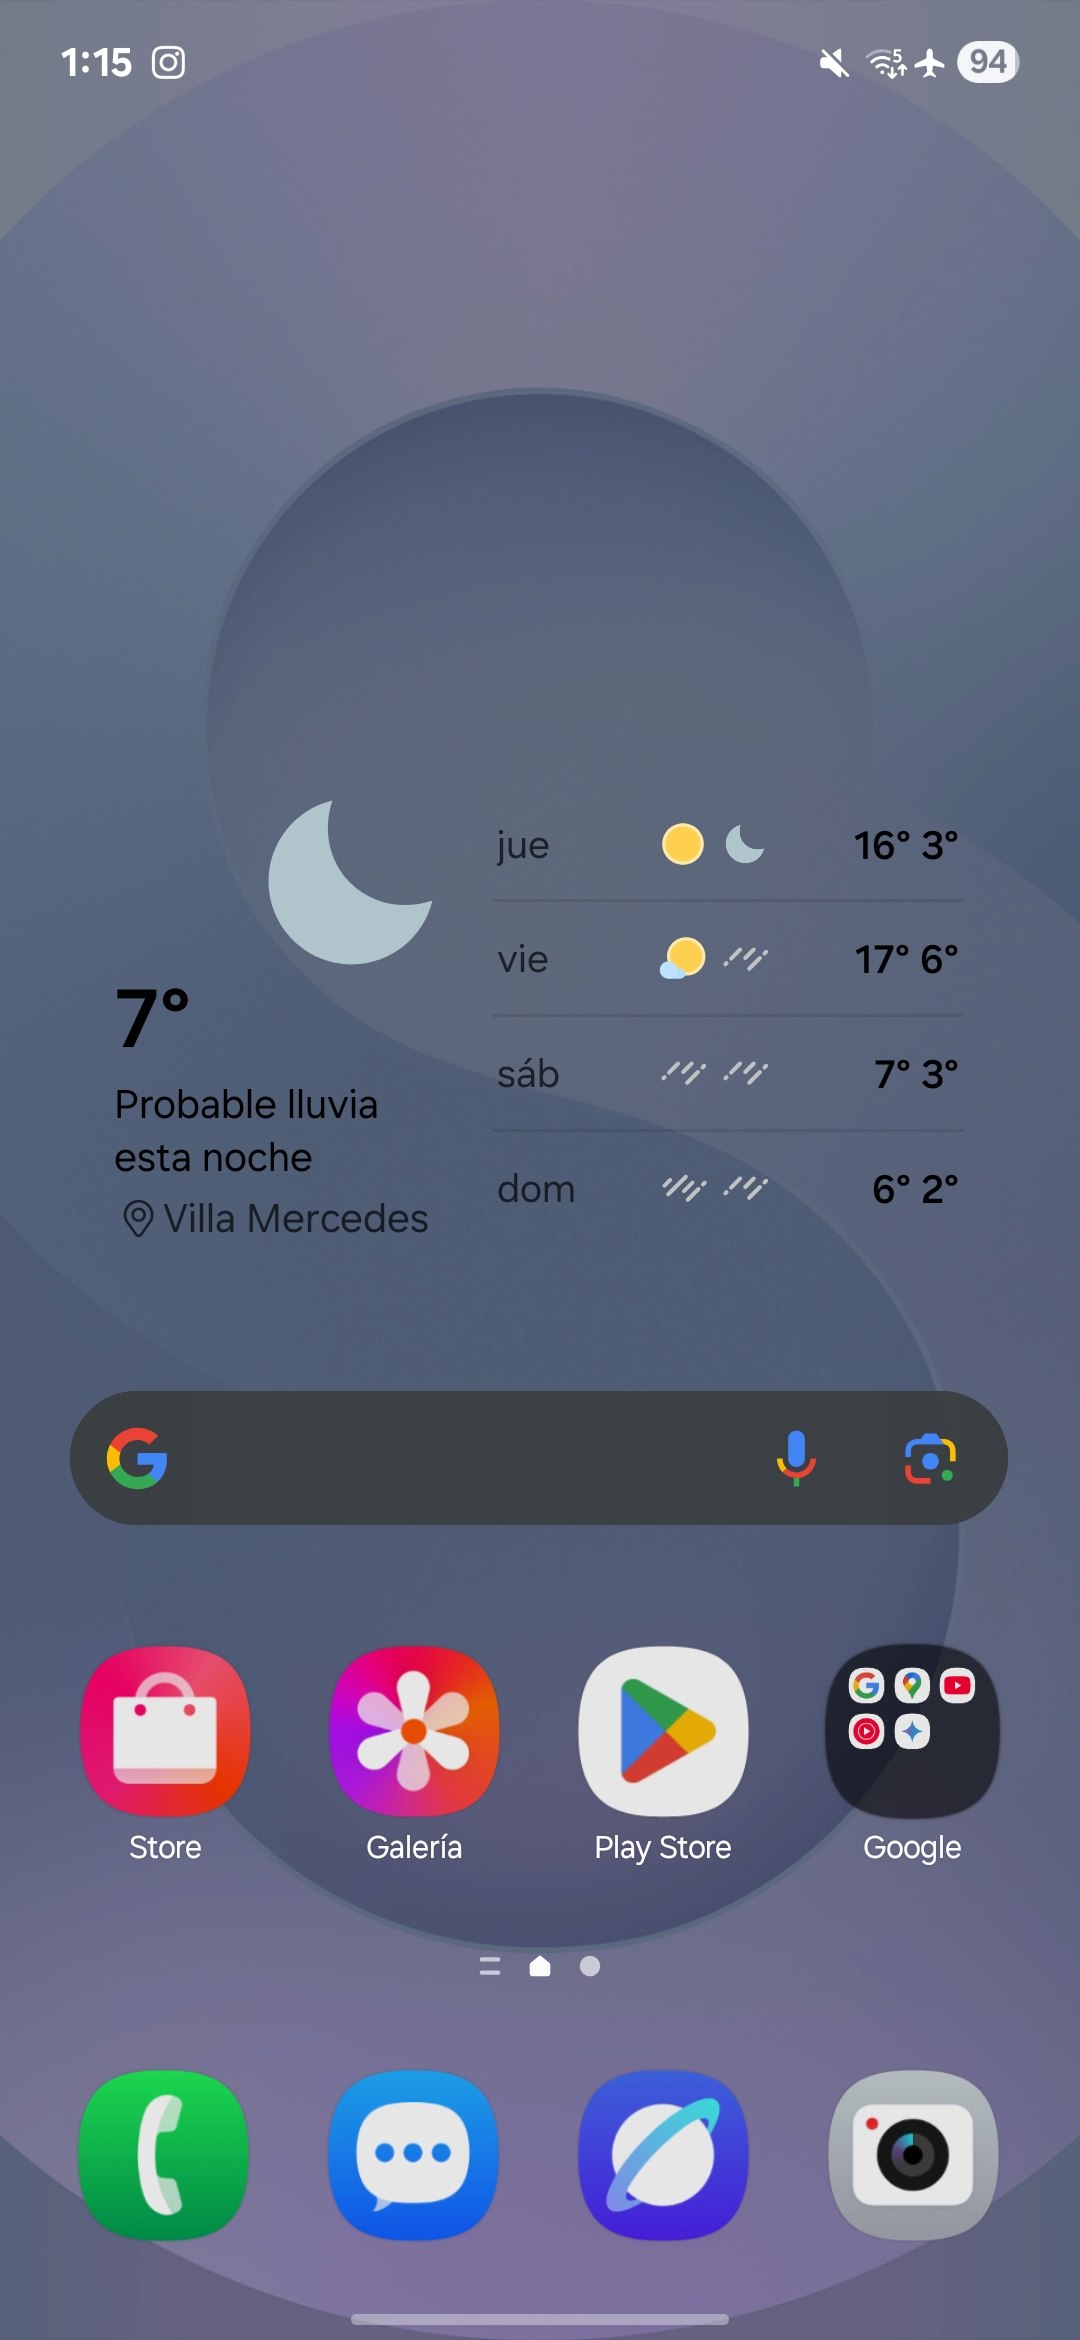 1:15 5 94
7°
Probable lluvia
esta noche
Villa Mercedes
jue 16° 3°
vie 17° 6°
sáb 7° 3°
dom 6° 2°
Store Galería Play Store Google